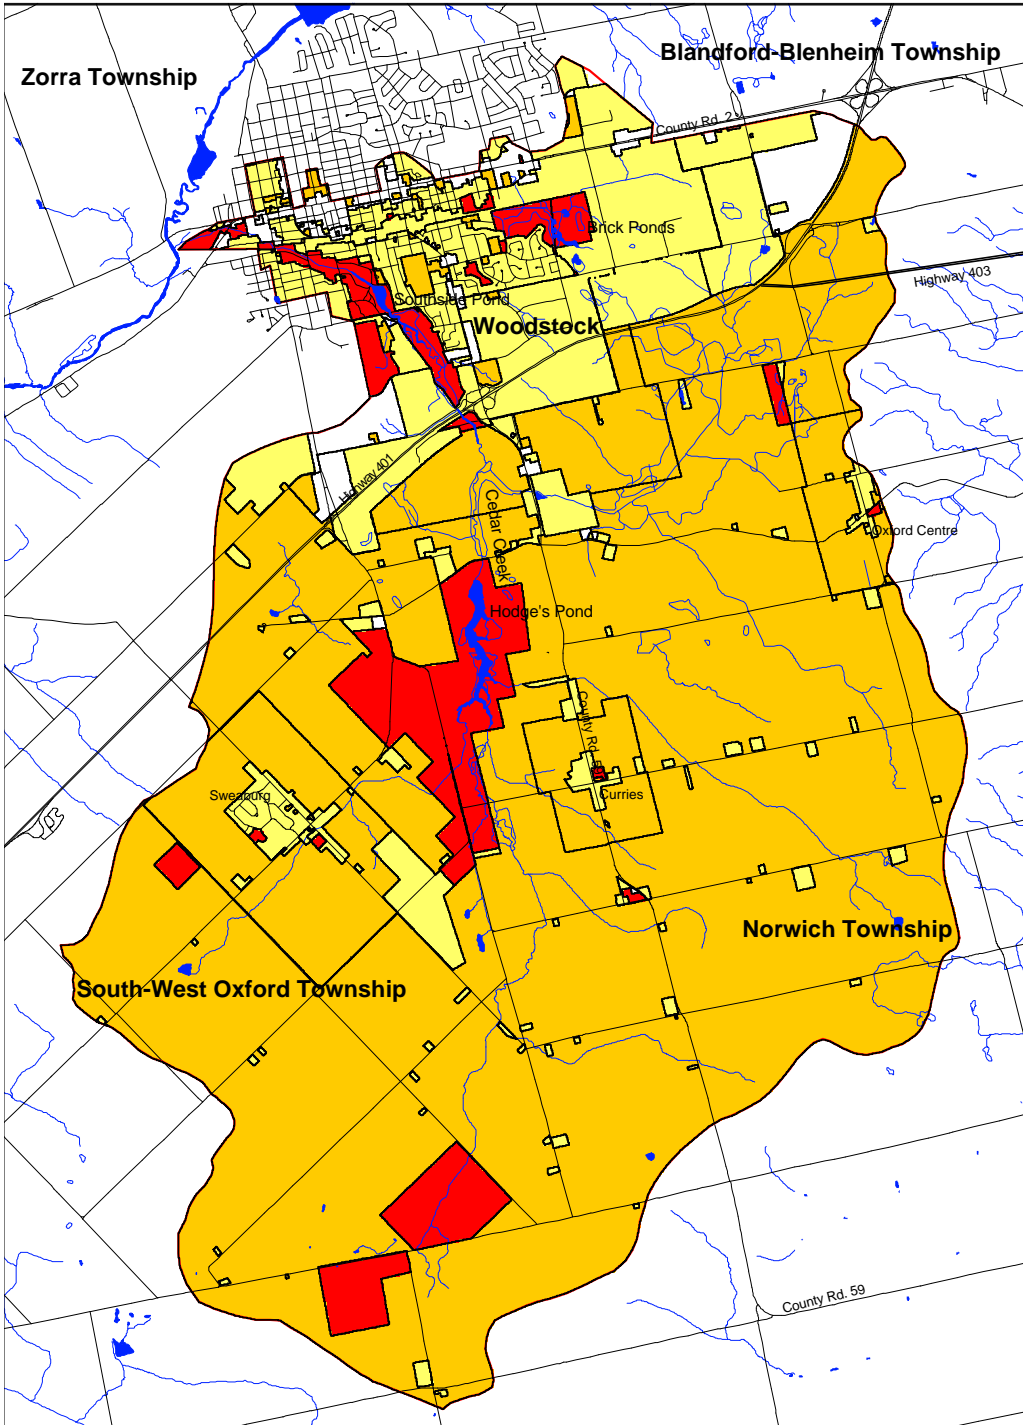 Blandford-Blenheim Township
Zorra Township
County Rd. 2
Brick Ponds
Highway 403
Southside Pond
Woodstock
Highway 401
Cedar Creek
Oxford Centre
Hodge's Pond
County Rd. 59
Sweaburg
Curries
Norwich Township
South-West Oxford Township
County Rd. 59